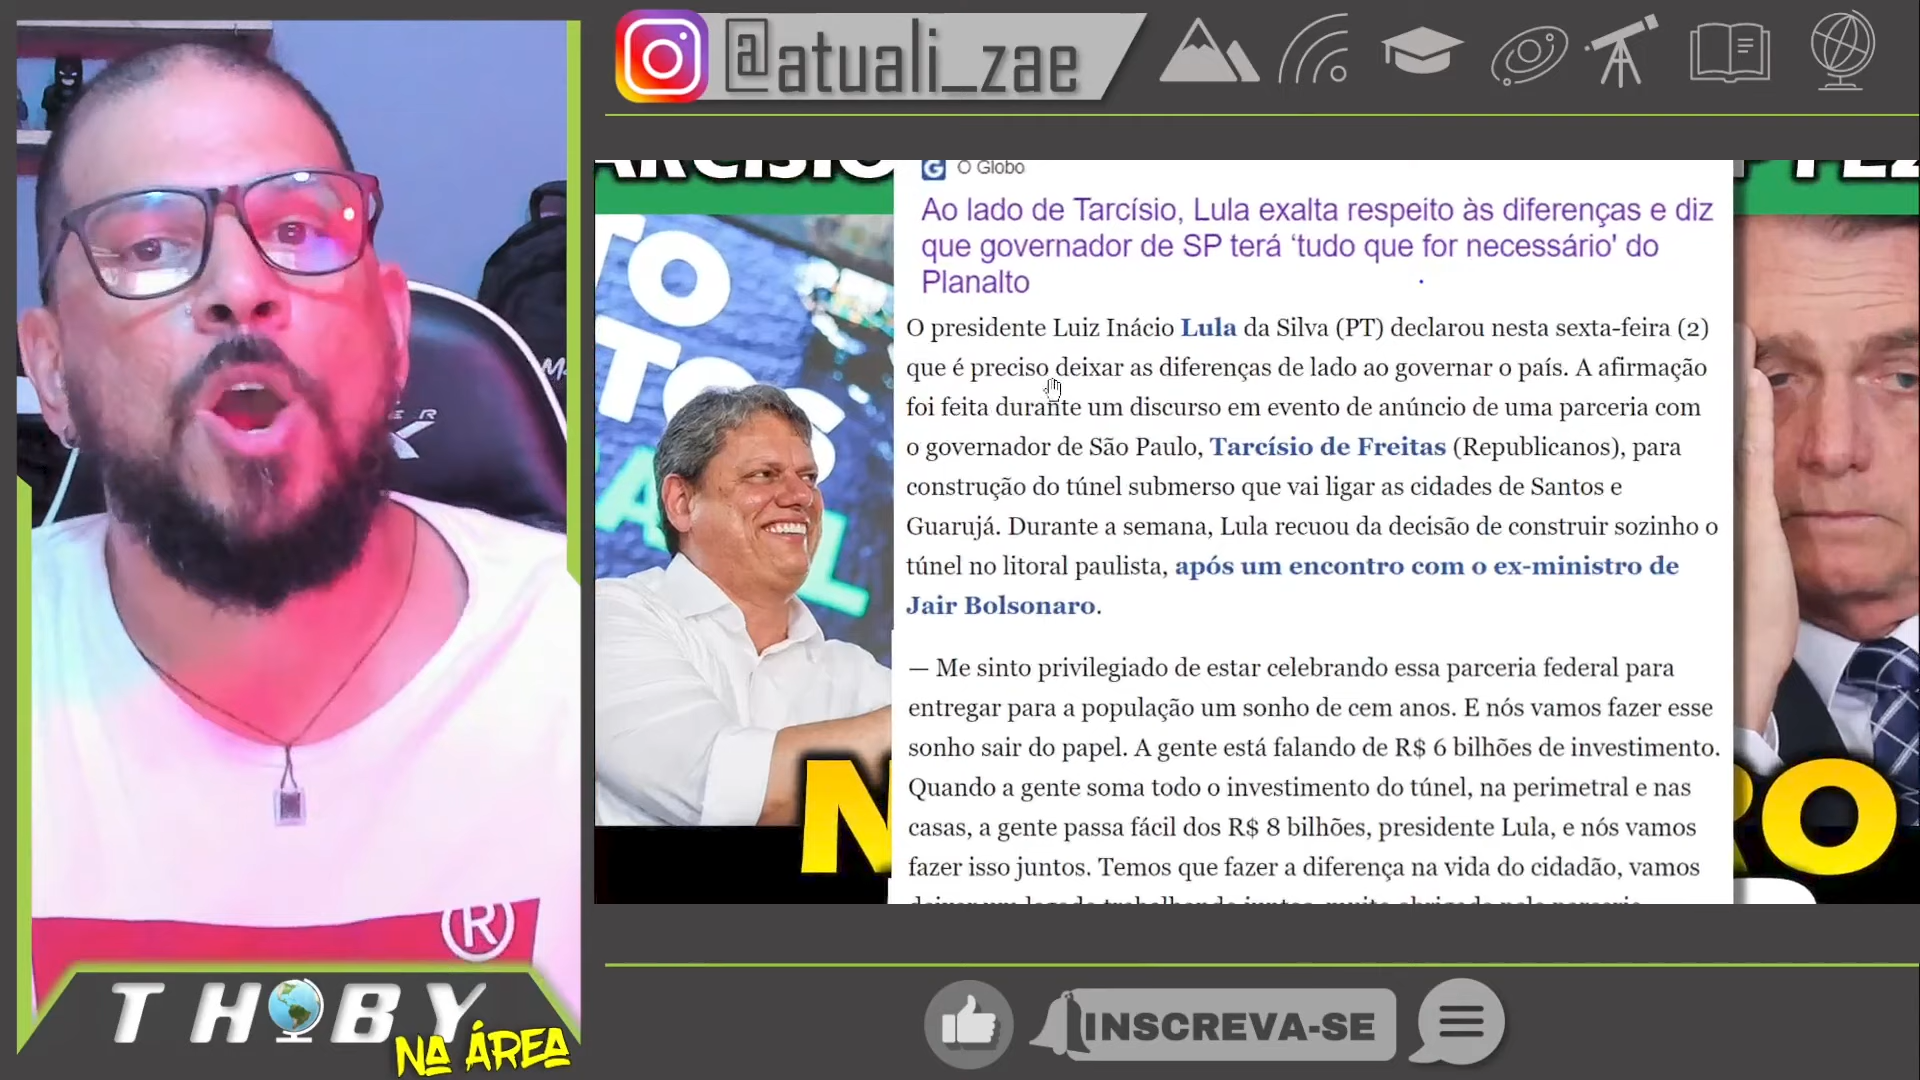 @atuali_zae
O Globo
Ao lado de Tarcísio, Lula exalta respeito às diferenças e diz
que governador de SP terá ‘tudo que for necessário' do
Planalto
O presidente Luiz Inácio Lula da Silva (PT) declarou nesta sexta-feira (2)
que é preciso deixar as diferenças de lado ao governar o país. A afirmação
foi feita durante um discurso em evento de anúncio de uma parceria com
o governador de São Paulo, Tarcísio de Freitas (Republicanos), para
construção do túnel submerso que vai ligar as cidades de Santos e
Guarujá. Durante a semana, Lula recuou da decisão de construir sozinho o
túnel no litoral paulista, após um encontro com o ex-ministro de
Jair Bolsonaro.
— Me sinto privilegiado de estar celebrando essa parceria federal para
entregar para a população um sonho de cem anos. E nós vamos fazer esse
sonho sair do papel. A gente está falando de R$ 6 bilhões de investimento.
Quando a gente soma todo o investimento do túnel, na perimetral e nas
casas, a gente passa fácil dos R$ 8 bilhões, presidente Lula, e nós vamos
fazer isso juntos. Temos que fazer a diferença na vida do cidadão, vamos
®
THOBY
NA ÁREA
INSCREVA-SE